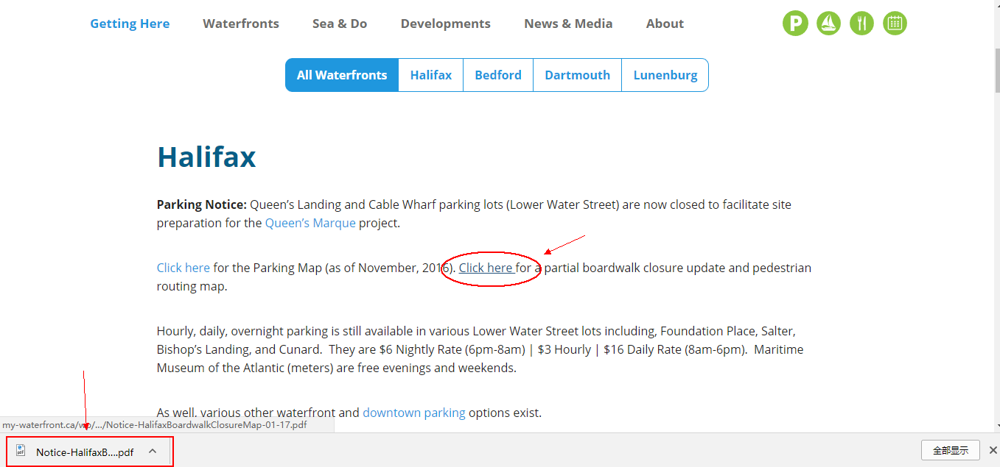 Getting Here Waterfronts Sea & Do Developments News & Media About P
All Waterfronts Halifax Bedford Dartmouth Lunenburg
Halifax
Parking Notice: Queen’s Landing and Cable Wharf parking lots (Lower Water Street) are now closed to facilitate site
preparation for the Queen’s Marque project.
Click here for the Parking Map (as of November, 2016). Click here for a partial boardwalk closure update and pedestrian
routing map.
Hourly, daily, overnight parking is still available in various Lower Water Street lots including, Foundation Place, Salter,
Bishop’s Landing, and Cunard.  They are $6 Nightly Rate (6pm-8am) | $3 Hourly | $16 Daily Rate (8am-6pm).  Maritime
Museum of the Atlantic (meters) are free evenings and weekends.
As well, various other waterfront and downtown parking options exist.
my-waterfront.ca/wp/.../Notice-HalifaxBoardwalkClosureMap-01-17.pdf
Notice-HalifaxB....pdf 全部显示